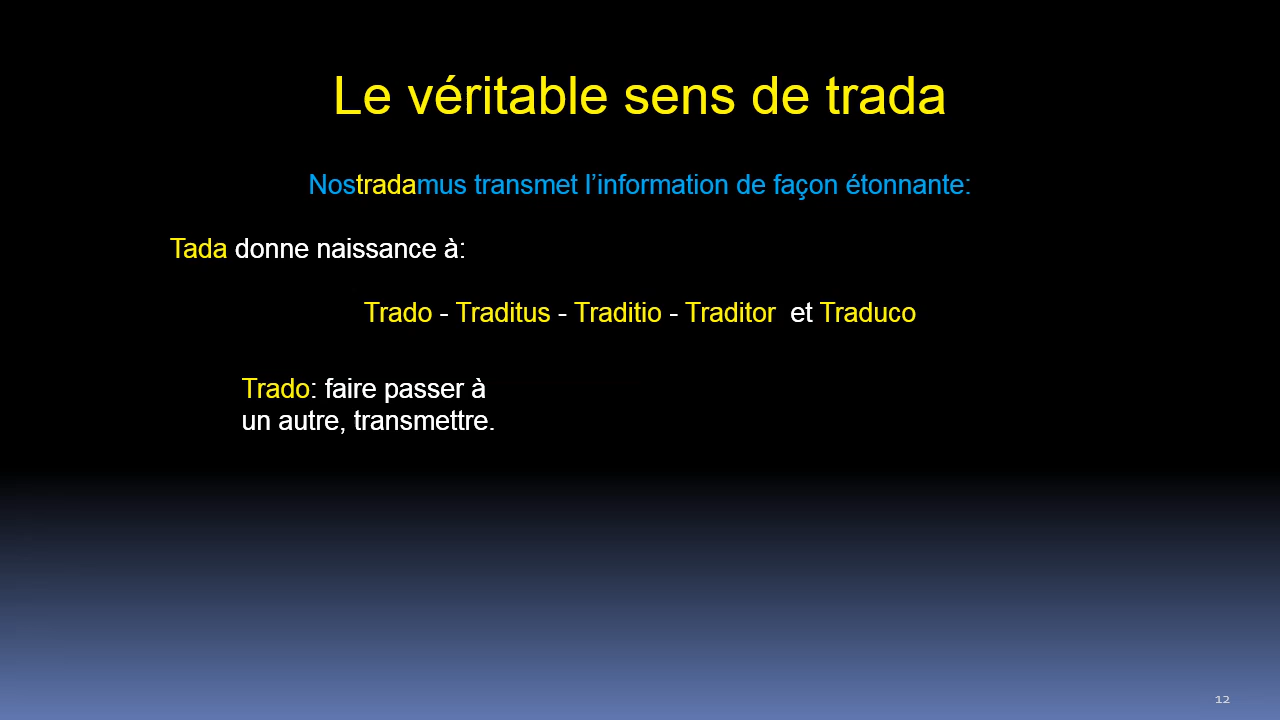 Le véritable sens de trada
Nostradamus transmet l’information de façon étonnante:
Tada donne naissance à:
Trado - Traditus - Traditio - Traditor et Traduco
Trado: faire passer à
un autre, transmettre.
12